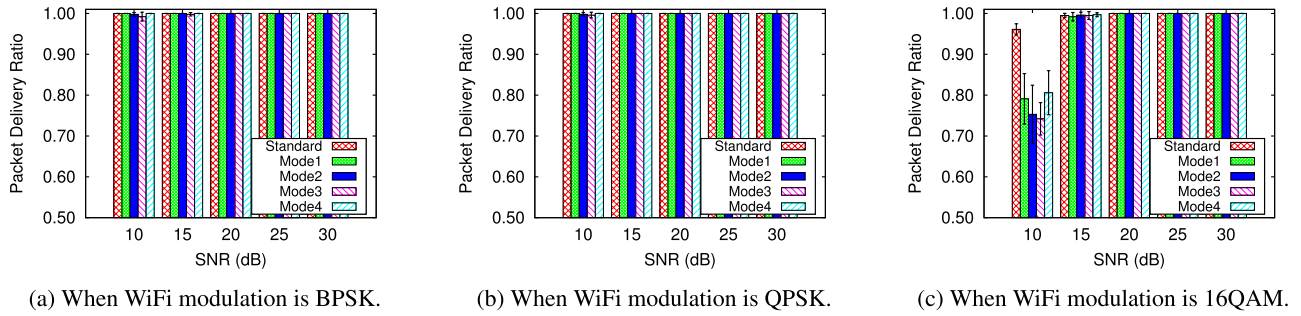 Packet Delivery Ratio
1.00
0.90
0.80
0.70
0.60
0.50
Standard
Mode1
Mode2
Mode3
Mode4
10 15 20 25 30
SNR (dB)
(a) When WiFi modulation is BPSK.
Packet Delivery Ratio
1.00
0.90
0.80
0.70
0.60
0.50
Standard
Mode1
Mode2
Mode3
Mode4
10 15 20 25 30
SNR (dB)
(b) When WiFi modulation is QPSK.
Packet Delivery Ratio
1.00
0.90
0.80
0.70
0.60
0.50
Standard
Mode1
Mode2
Mode3
Mode4
10 15 20 25 30
SNR (dB)
(c) When WiFi modulation is 16QAM.